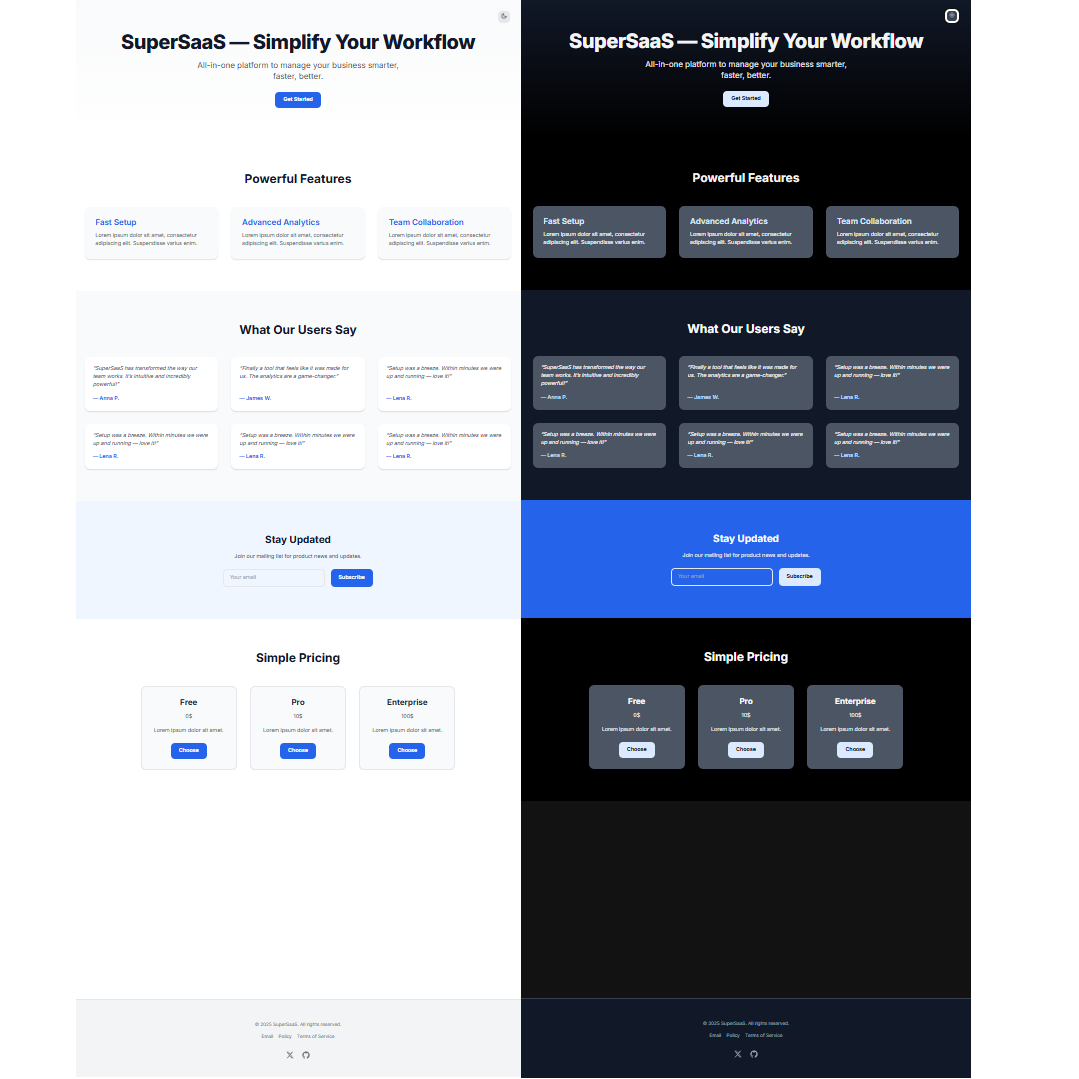 SuperSaaS — Simplify Your Workflow
All-in-one platform to manage your business smarter,
faster, better.
Get Started
Powerful Features
Fast Setup
Lorem ipsum dolor sit amet, consectetur
adipiscing elit. Suspendisse varius enim.
Advanced Analytics
Lorem ipsum dolor sit amet, consectetur
adipiscing elit. Suspendisse varius enim.
Team Collaboration
Lorem ipsum dolor sit amet, consectetur
adipiscing elit. Suspendisse varius enim.
What Our Users Say
"SuperSaaS has transformed the way our
team works. It's intuitive and incredibly
powerful!"
— Anna P.
"Finally a tool that feels like it was made for
us. The analytics are a game-changer."
— James W.
"Setup was a breeze. Within minutes we were
up and running — love it!"
— Lena R.
"Setup was a breeze. Within minutes we were
up and running — love it!"
— Lena R.
"Setup was a breeze. Within minutes we were
up and running — love it!"
— Lena R.
"Setup was a breeze. Within minutes we were
up and running — love it!"
— Lena R.
Stay Updated
Join our mailing list for product news and updates.
Your email
Subscribe
Simple Pricing
Free
0$
Lorem ipsum dolor sit amet.
Choose
Pro
10$
Lorem ipsum dolor sit amet.
Choose
Enterprise
100$
Lorem ipsum dolor sit amet.
Choose
© 2025 SuperSaaS. All rights reserved.
Email Policy Terms of Service
SuperSaaS — Simplify Your Workflow
All-in-one platform to manage your business smarter,
faster, better.
Get Started
Powerful Features
Fast Setup
Lorem ipsum dolor sit amet, consectetur
adipiscing elit. Suspendisse varius enim.
Advanced Analytics
Lorem ipsum dolor sit amet, consectetur
adipiscing elit. Suspendisse varius enim.
Team Collaboration
Lorem ipsum dolor sit amet, consectetur
adipiscing elit. Suspendisse varius enim.
What Our Users Say
"SuperSaaS has transformed the way our
team works. It's intuitive and incredibly
powerful!"
— Anna P.
"Finally a tool that feels like it was made for
us. The analytics are a game-changer."
— James W.
"Setup was a breeze. Within minutes we were
up and running — love it!"
— Lena R.
"Setup was a breeze. Within minutes we were
up and running — love it!"
— Lena R.
"Setup was a breeze. Within minutes we were
up and running — love it!"
— Lena R.
"Setup was a breeze. Within minutes we were
up and running — love it!"
— Lena R.
Stay Updated
Join our mailing list for product news and updates.
Your email
Subscribe
Simple Pricing
Free
0$
Lorem ipsum dolor sit amet.
Choose
Pro
10$
Lorem ipsum dolor sit amet.
Choose
Enterprise
100$
Lorem ipsum dolor sit amet.
Choose
© 2025 SuperSaaS. All rights reserved.
Email Policy Terms of Service